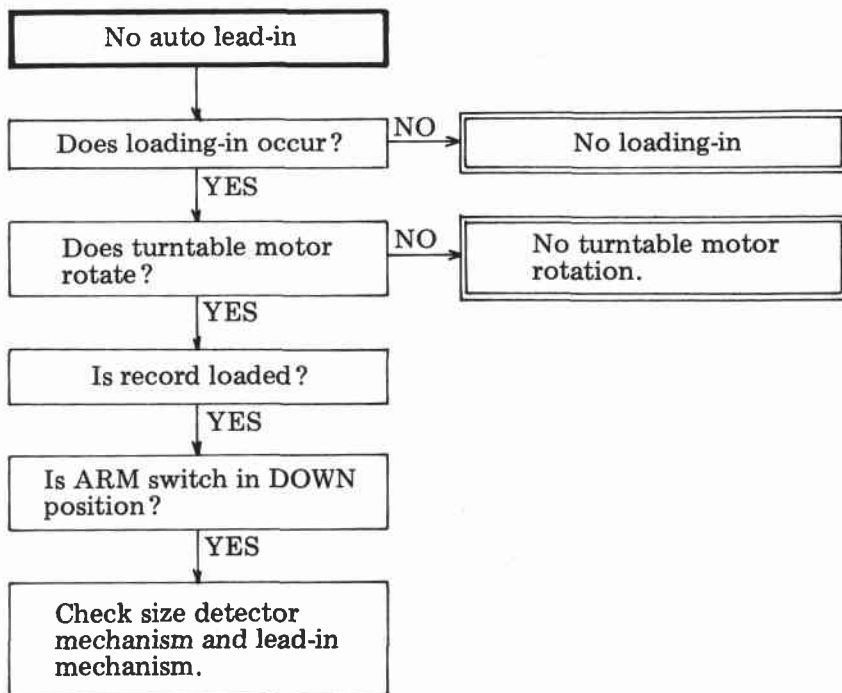 No auto lead-in
Does loading-in occur?
NO
No loading-in
YES
Does turntable motor
rotate?
NO
No turntable motor
rotation.
YES
Is record loaded?
YES
Is ARM switch in DOWN
position?
YES
Check size detector
mechanism and lead-in
mechanism.